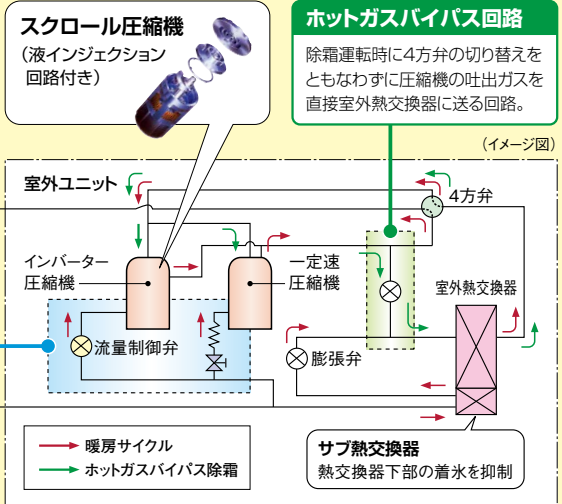 スクロール圧縮機
(液インジェクション
回路付き)
ホットガスバイパス回路
除霜運転時に4方弁の切り替えを
ともなわずに圧縮機の吐出ガスを
直接室外熱交換器に送る回路。
(イメージ図)
室外ユニット
4方弁
インバーター
圧縮機
一定速
圧縮機
室外熱交換器
流量制御弁
膨張弁
暖房サイクル
ホットガスバイパス除霜
サブ熱交換器
熱交換器下部の着氷を抑制